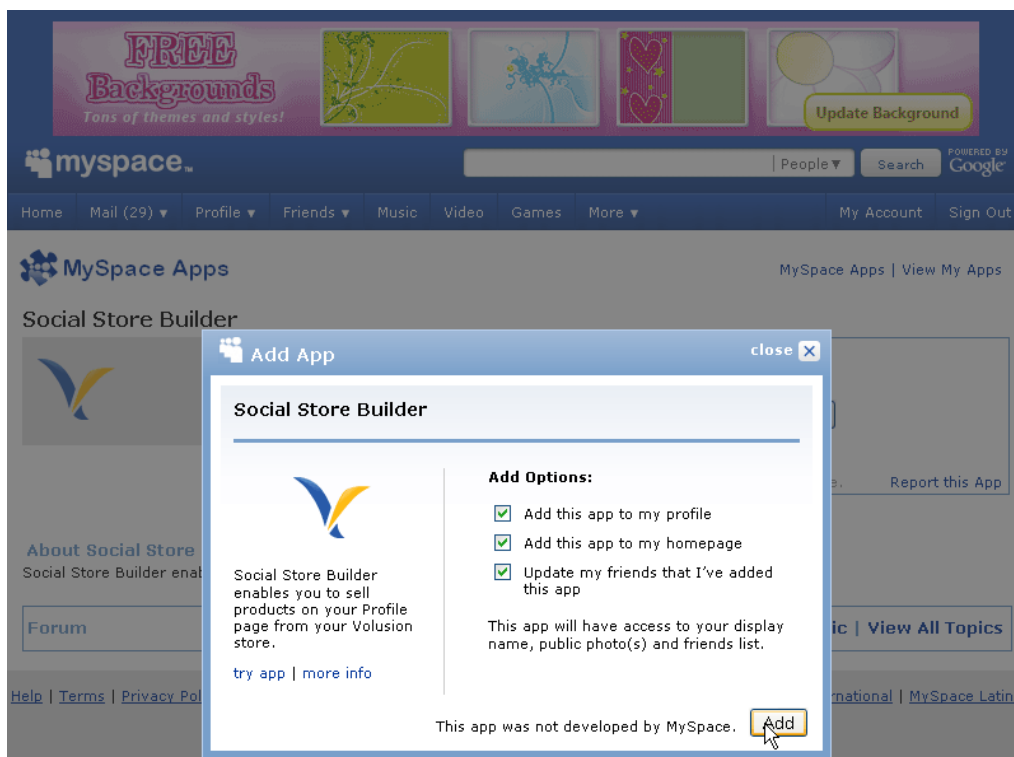 FREE
Backgrounds
Tons of themes and styles!
Update Background
myspace™
People ▾
Search
POWERED BY
Google
Home Mail (29) ▾ Profile ▾ Friends ▾ Music Video Games More ▾ My Account Sign Out
MySpace Apps
MySpace Apps | View My Apps
Social Store Builder
Add App
close
Social Store Builder
Social Store Builder
enables you to sell
products on your Profile
page from your Volusion
store.
try app | more info
Add Options:
Add this app to my profile
Add this app to my homepage
Update my friends that I've added
this app
This app will have access to your display
name, public photo(s) and friends list.
This app was not developed by MySpace.
Add
Report this App
About Social Store
Social Store Builder
Forum
View All Topics
Help | Terms | Privacy
MySpace Latin